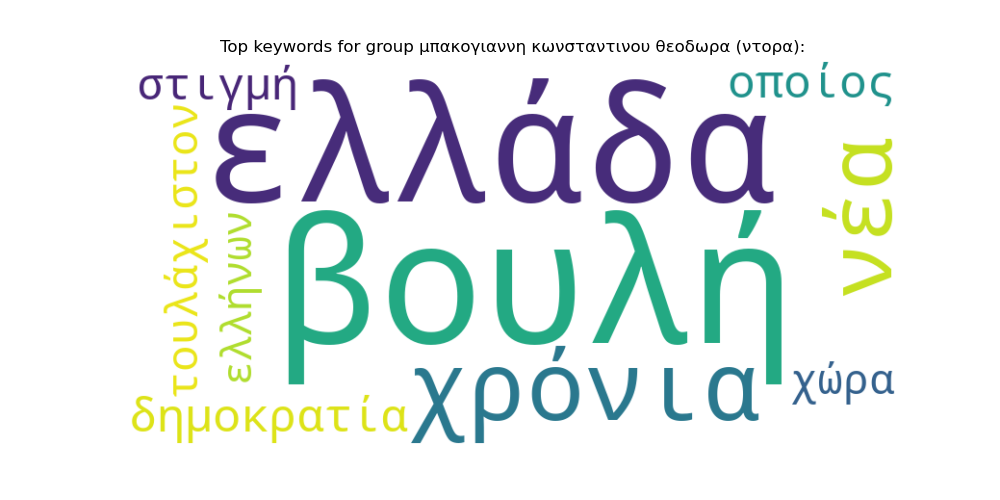 Top keywords for group μπακογιαννη κωνσταντινου θεοδωρα (ντορα):
στιγμή
ελλάδα
οποίος
τουλάχιστον
ελλήνων
βουλή
νέα
δημοκρατία
χρόνια
χώρα